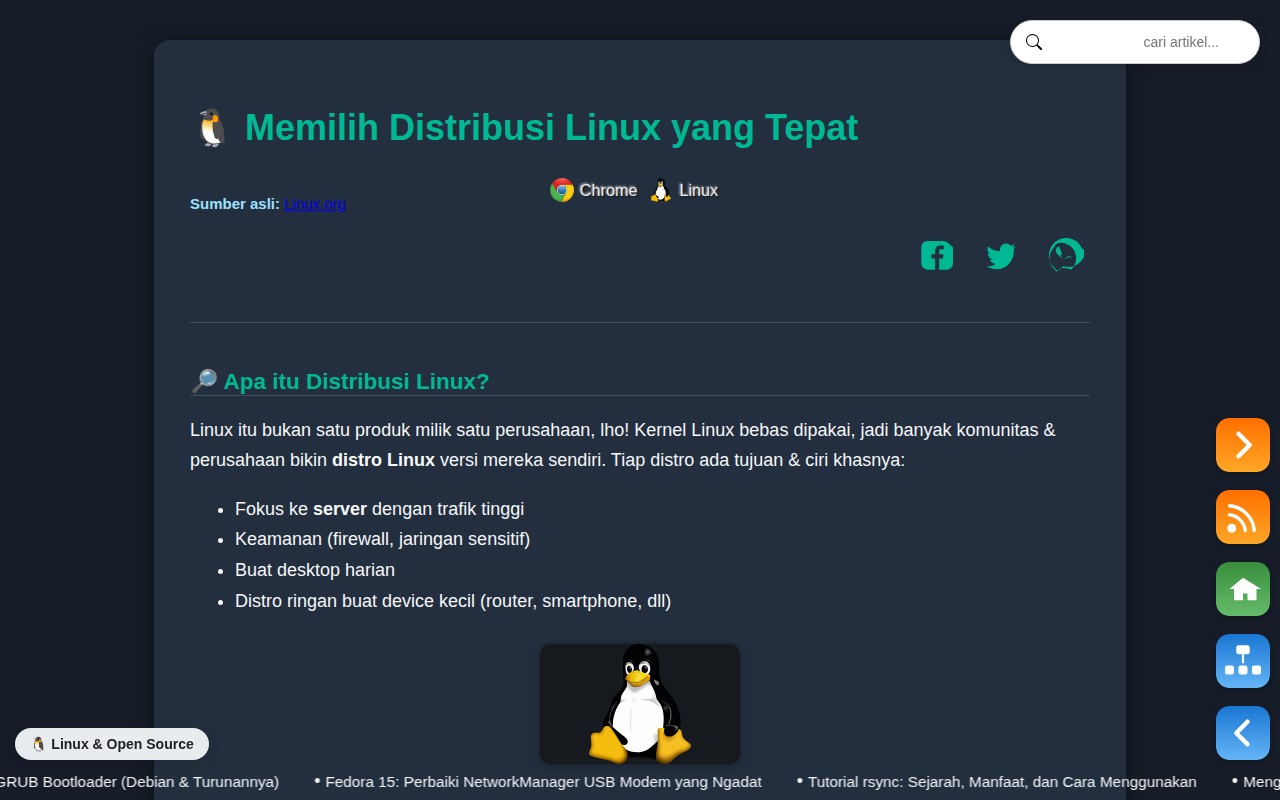 cari artikel...
Memilih Distribusi Linux yang Tepat
Chrome Linux
Sumber asli: Linux.org
Apa itu Distribusi Linux?
Linux itu bukan satu produk milik satu perusahaan, lho! Kernel Linux bebas dipakai, jadi banyak komunitas &
perusahaan bikin distro Linux versi mereka sendiri. Tiap distro ada tujuan & ciri khasnya:
• Fokus ke server dengan trafik tinggi
• Keamanan (firewall, jaringan sensitif)
• Buat desktop harian
• Distro ringan buat device kecil (router, smartphone, dll)
Linux & Open Source
GRUB Bootloader (Debian & Turunannya) • Fedora 15: Perbaiki NetworkManager USB Modem yang Ngadat • Tutorial rsync: Sejarah, Manfaat, dan Cara Menggunakan •